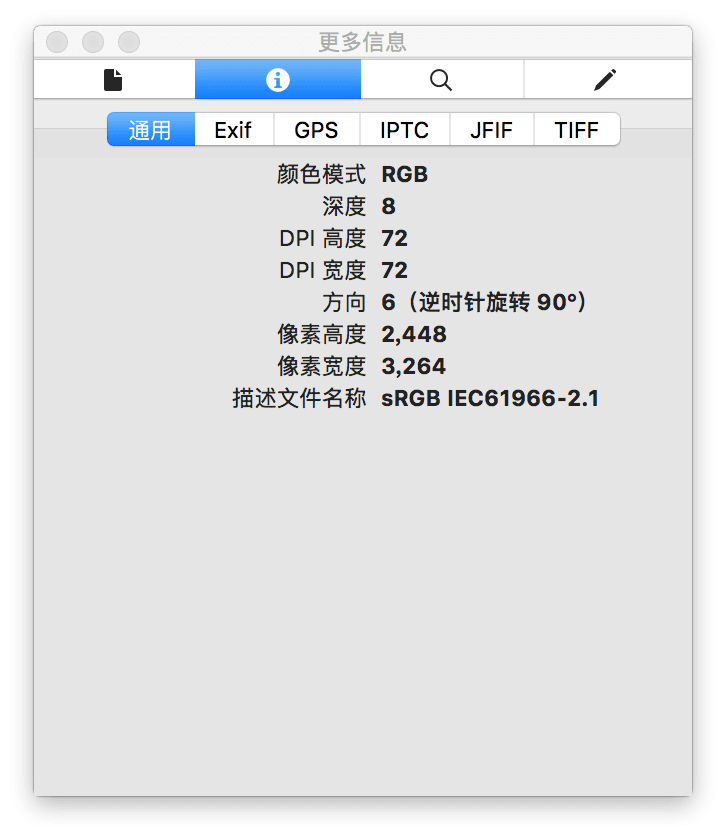 更多信息
通用 Exif GPS IPTC JFIF TIFF
颜色模式 RGB
深度 8
DPI 高度 72
DPI 宽度 72
方向 6（逆时针旋转 90°）
像素高度 2,448
像素宽度 3,264
描述文件名称 sRGB IEC61966-2.1